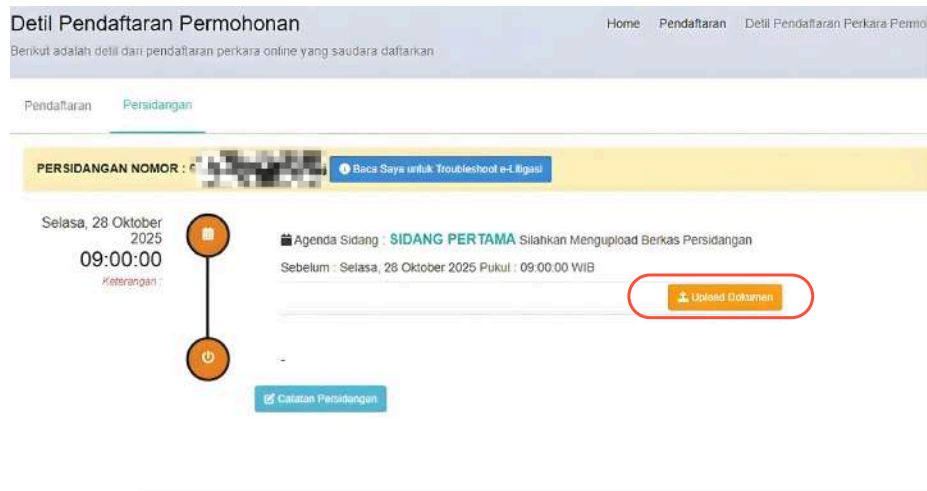 Detil Pendaftaran Permohonan
Home Pendaftaran Detil Pendaftaran Perkara Permo
Berikut adalah detil dari pendaftaran perkara online yang saudara daftarkan
Pendaftaran Persidangan
PERSIDANGAN NOMOR :
Baca Saya untuk Troubleshoot e-Litigasi
Selasa, 28 Oktober
2025
09:00:00
Keterangan :
Agenda Sidang : SIDANG PERTAMA Silahkan Mengupload Berkas Persidangan
Sebelum : Selasa, 28 Oktober 2025 Pukul : 09:00:00 WIB
Upload Dokumen
-
Catatan Persidangan